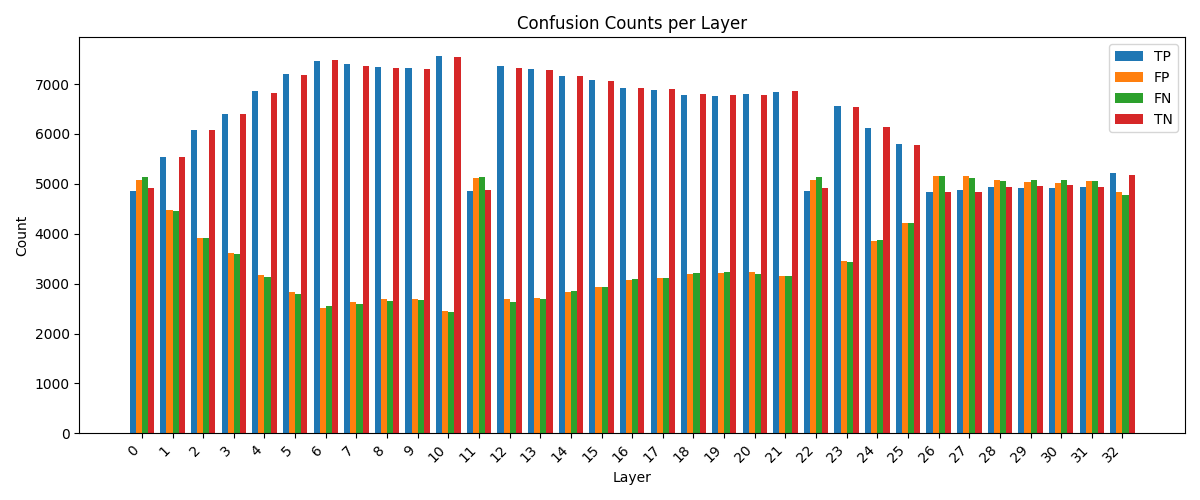 Confusion Counts per Layer
TP
FP
FN
TN
7000
6000
5000
4000
3000
2000
1000
0
Count
0 1 2 3 4 5 6 7 8 9 10 11 12 13 14 15 16 17 18 19 20 21 22 23 24 25 26 27 28 29 30 31 32
Layer